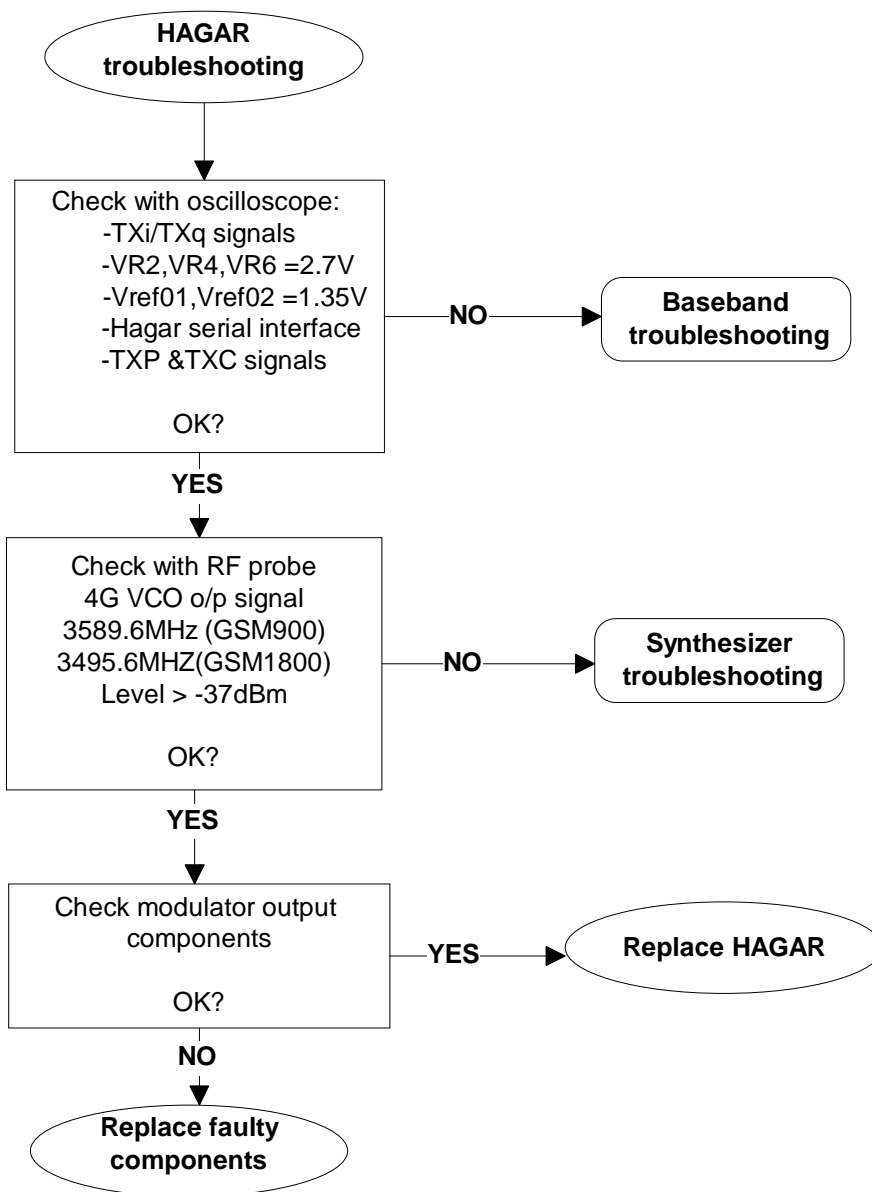 HAGAR
troubleshooting
Check with oscilloscope:
-TXi/TXq signals
-VR2,VR4,VR6 =2.7V
-Vref01,Vref02 =1.35V
-Hagar serial interface
-TXP &TXC signals
OK?
NO
Baseband
troubleshooting
YES
Check with RF probe
4G VCO o/p signal
3589.6MHz (GSM900)
3495.6MHZ(GSM1800)
Level > -37dBm
OK?
NO
Synthesizer
troubleshooting
YES
Check modulator output
components
OK?
YES
Replace HAGAR
NO
Replace faulty
components